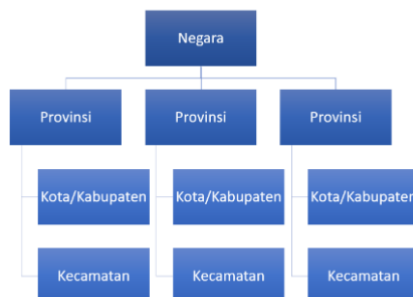 Negara
Provinsi
Provinsi
Provinsi
Kota/Kabupaten
Kota/Kabupaten
Kota/Kabupaten
Kecamatan
Kecamatan
Kecamatan